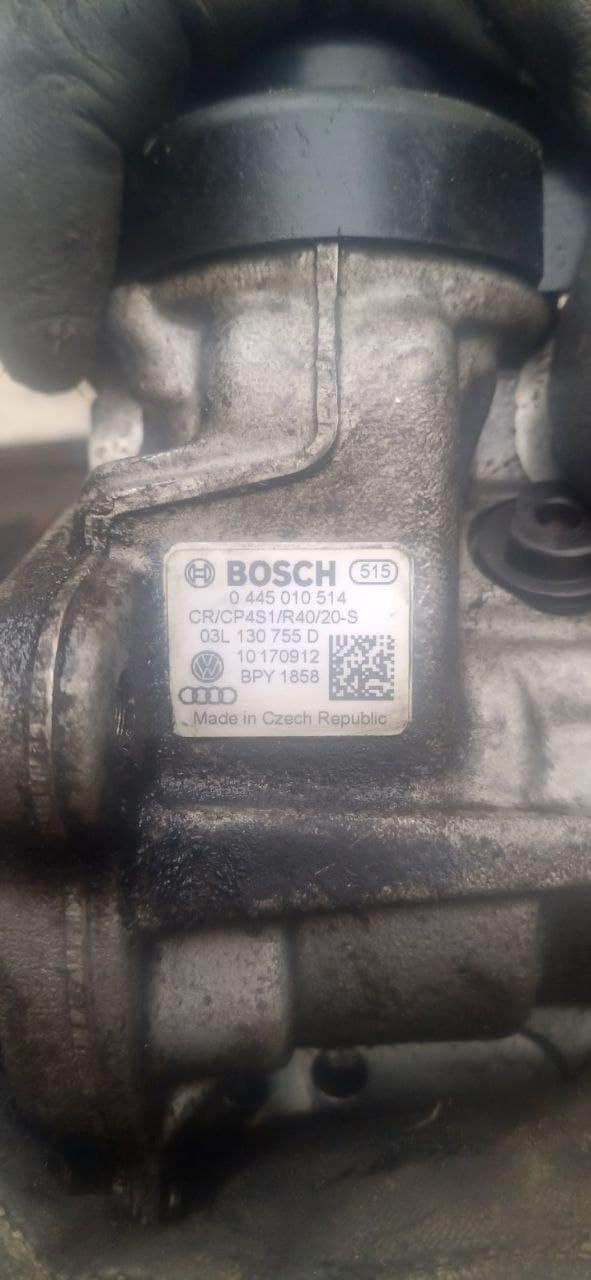 BOSCH 515
0 445 010 514
CR/CP4S1/R40/20-S
03L 130 755 D
10170912
BPY 1858
Made in Czech Republic